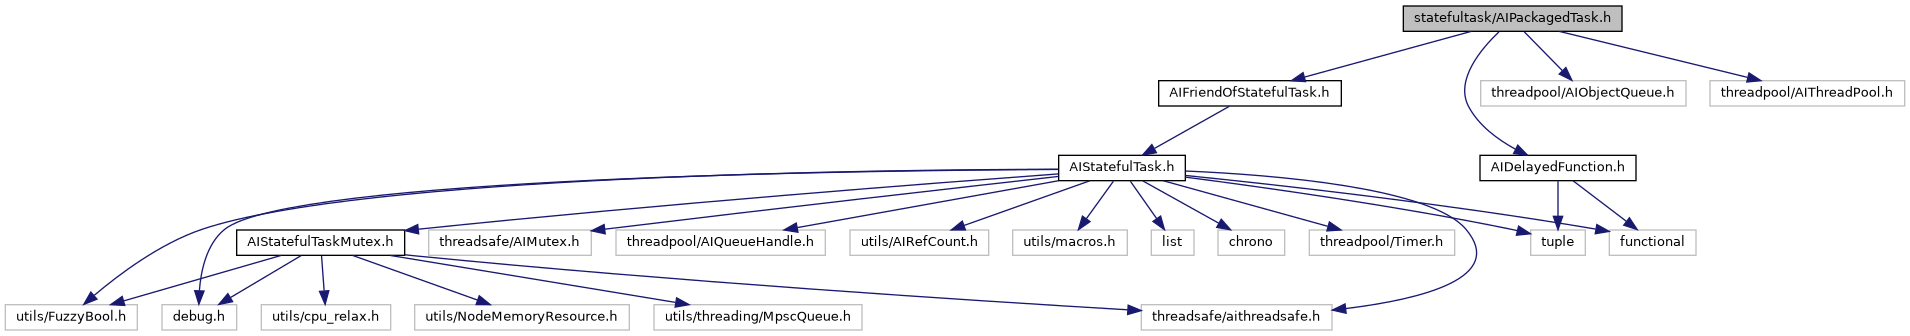 statefultask/AIPackagedTask.h
AIFriendOfStatefulTask.h
threadpool/AIObjectQueue.h
threadpool/AIThreadPool.h
AIStatefulTask.h
AIDelayedFunction.h
AIStatefulTaskMutex.h
threadsafe/AIMutex.h
threadpool/AIQueueHandle.h
utils/AIRefCount.h
utils/macros.h
list
chrono
threadpool/Timer.h
tuple
functional
utils/FuzzyBool.h
debug.h
utils/cpu_relax.h
utils/NodeMemoryResource.h
utils/threading/MpscQueue.h
threadsafe/aithreadsafe.h